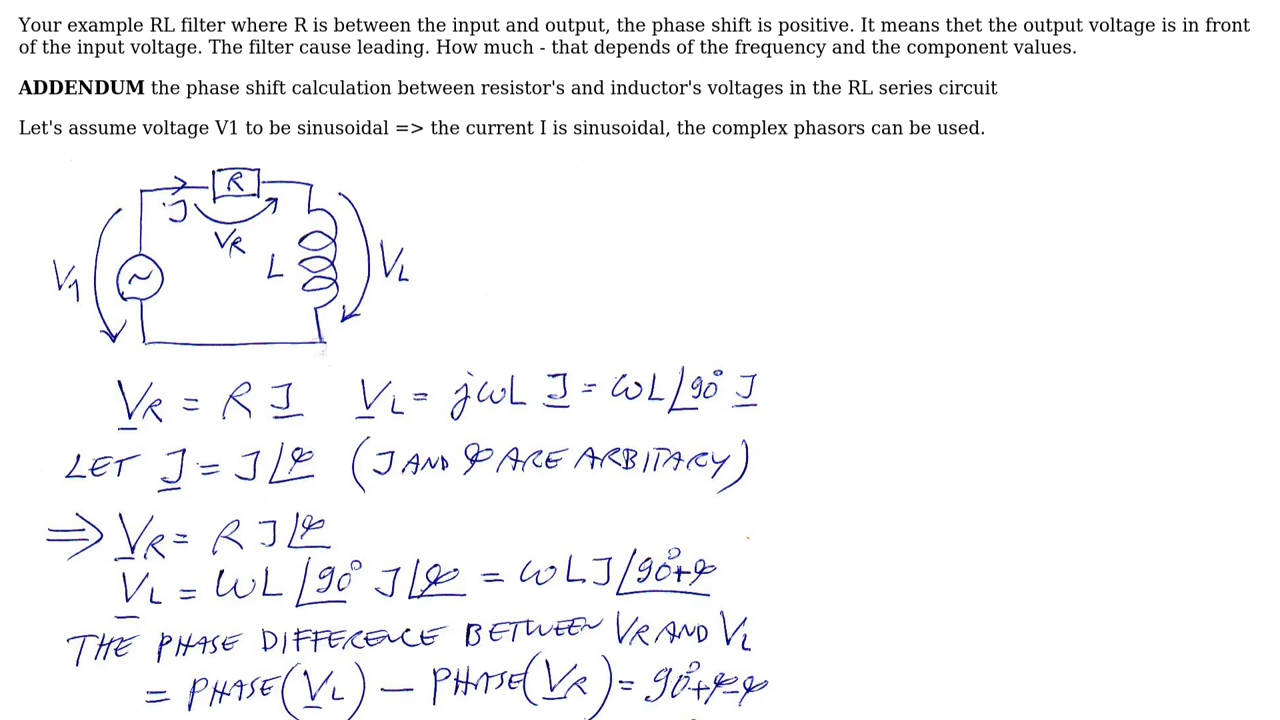 Your example RL filter where R is between the input and output, the phase shift is positive. It means thet the output voltage is in front
of the input voltage. The filter cause leading. How much - that depends of the frequency and the component values.
ADDENDUM the phase shift calculation between resistor's and inductor's voltages in the RL series circuit
Let's assume voltage V1 to be sinusoidal => the current I is sinusoidal, the complex phasors can be used.
R
J
VR
V1
L
VL
VR = R J   VL = jωL J = ωL∠90° J
LET J = J∠φ (J AND φ ARE ARBITARY)
⇒ VR = R J∠φ
VL = ωL∠90° J∠φ = ωLJ∠90°+φ
THE PHASE DIFFERENCE BETWEEN VR AND VL
= PHASE(VL) – PHASE(VR) = 90°+φ-φ